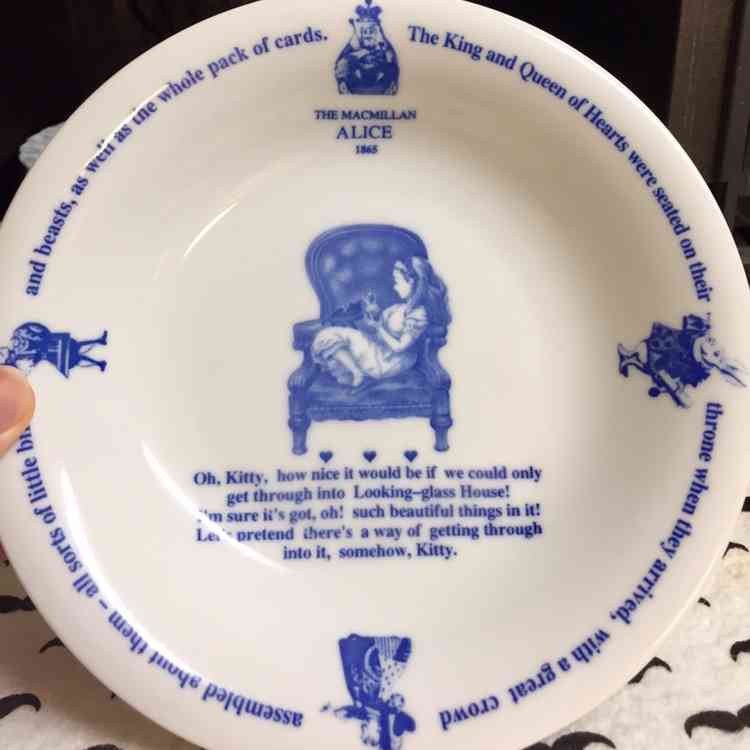 THE MACMILLAN
ALICE
1865
The King and Queen of Hearts were seated on their
throne when they arrived, with a great crowd
assembled about them – all sorts of little
and beasts, as well as the whole pack of cards.
Oh, Kitty, how nice it would be if we could only
get through into Looking–glass House!
I'm sure it's got, oh! such beautiful things in it!
Let's pretend there's a way of getting through
into it, somehow, Kitty.